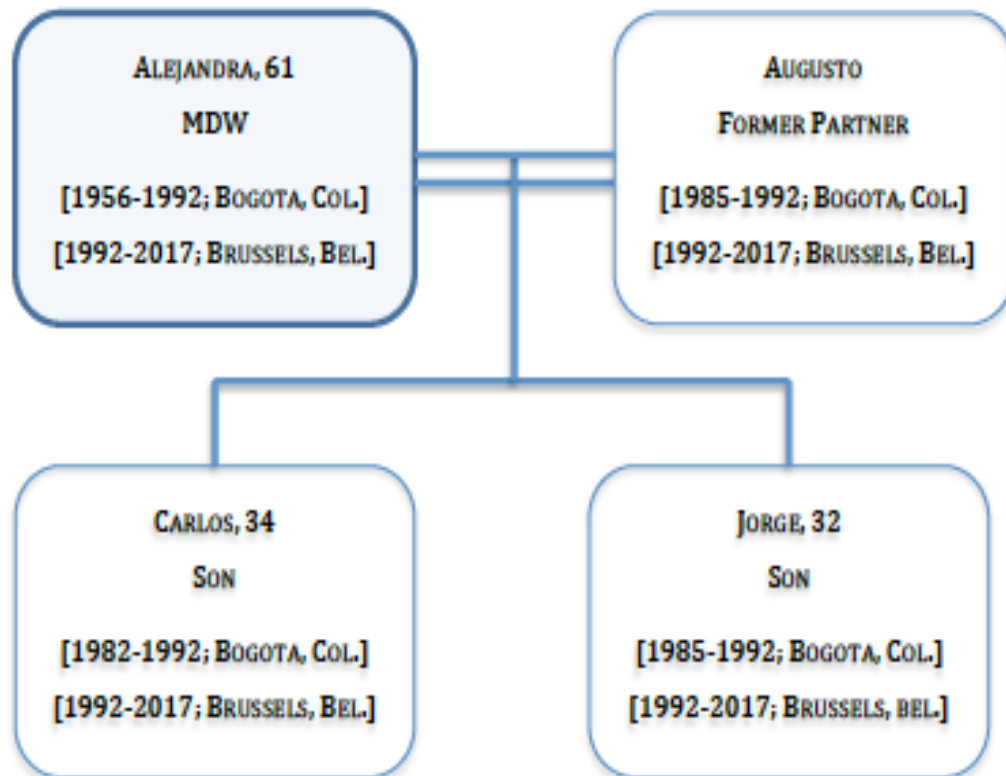 Alejandra, 61
MDW
[1956-1992; Bogota, Col.]
[1992-2017; Brussels, Bel.]
Augusto
Former Partner
[1985-1992; Bogota, Col.]
[1992-2017; Brussels, Bel.]
Carlos, 34
Son
[1982-1992; Bogota, Col.]
[1992-2017; Brussels, Bel.]
Jorge, 32
Son
[1985-1992; Bogota, Col.]
[1992-2017; Brussels, bel.]